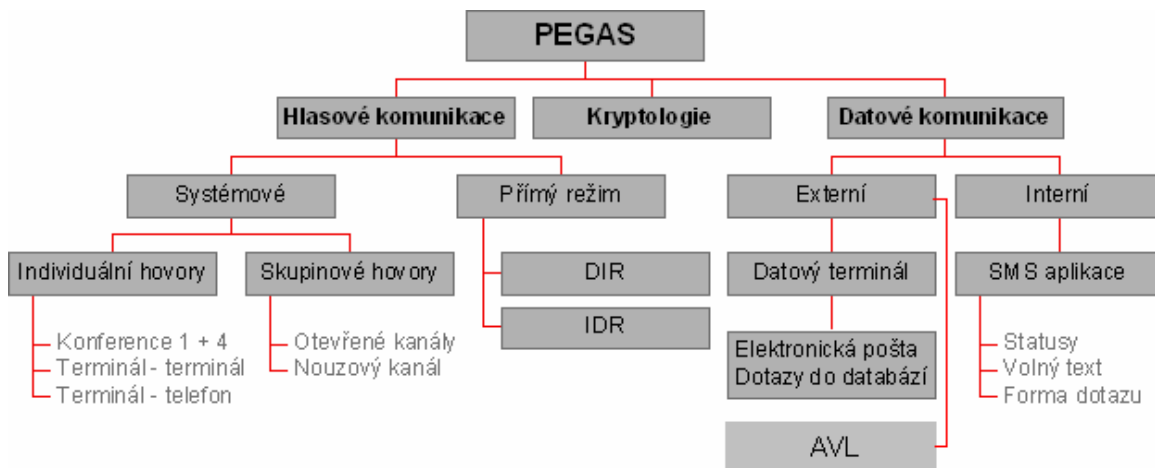 PEGAS
Hlasové komunikace
Kryptologie
Datové komunikace
Systémové
Přímý režim
Externí
Interní
Individuální hovory
Skupinové hovory
DIR
Datový terminál
SMS aplikace
IDR
Konference 1 + 4
Terminál - terminál
Terminál - telefon
Otevřené kanály
Nouzový kanál
Elektronická pošta
Dotazy do databází
Statusy
Volný text
Forma dotazu
AVL